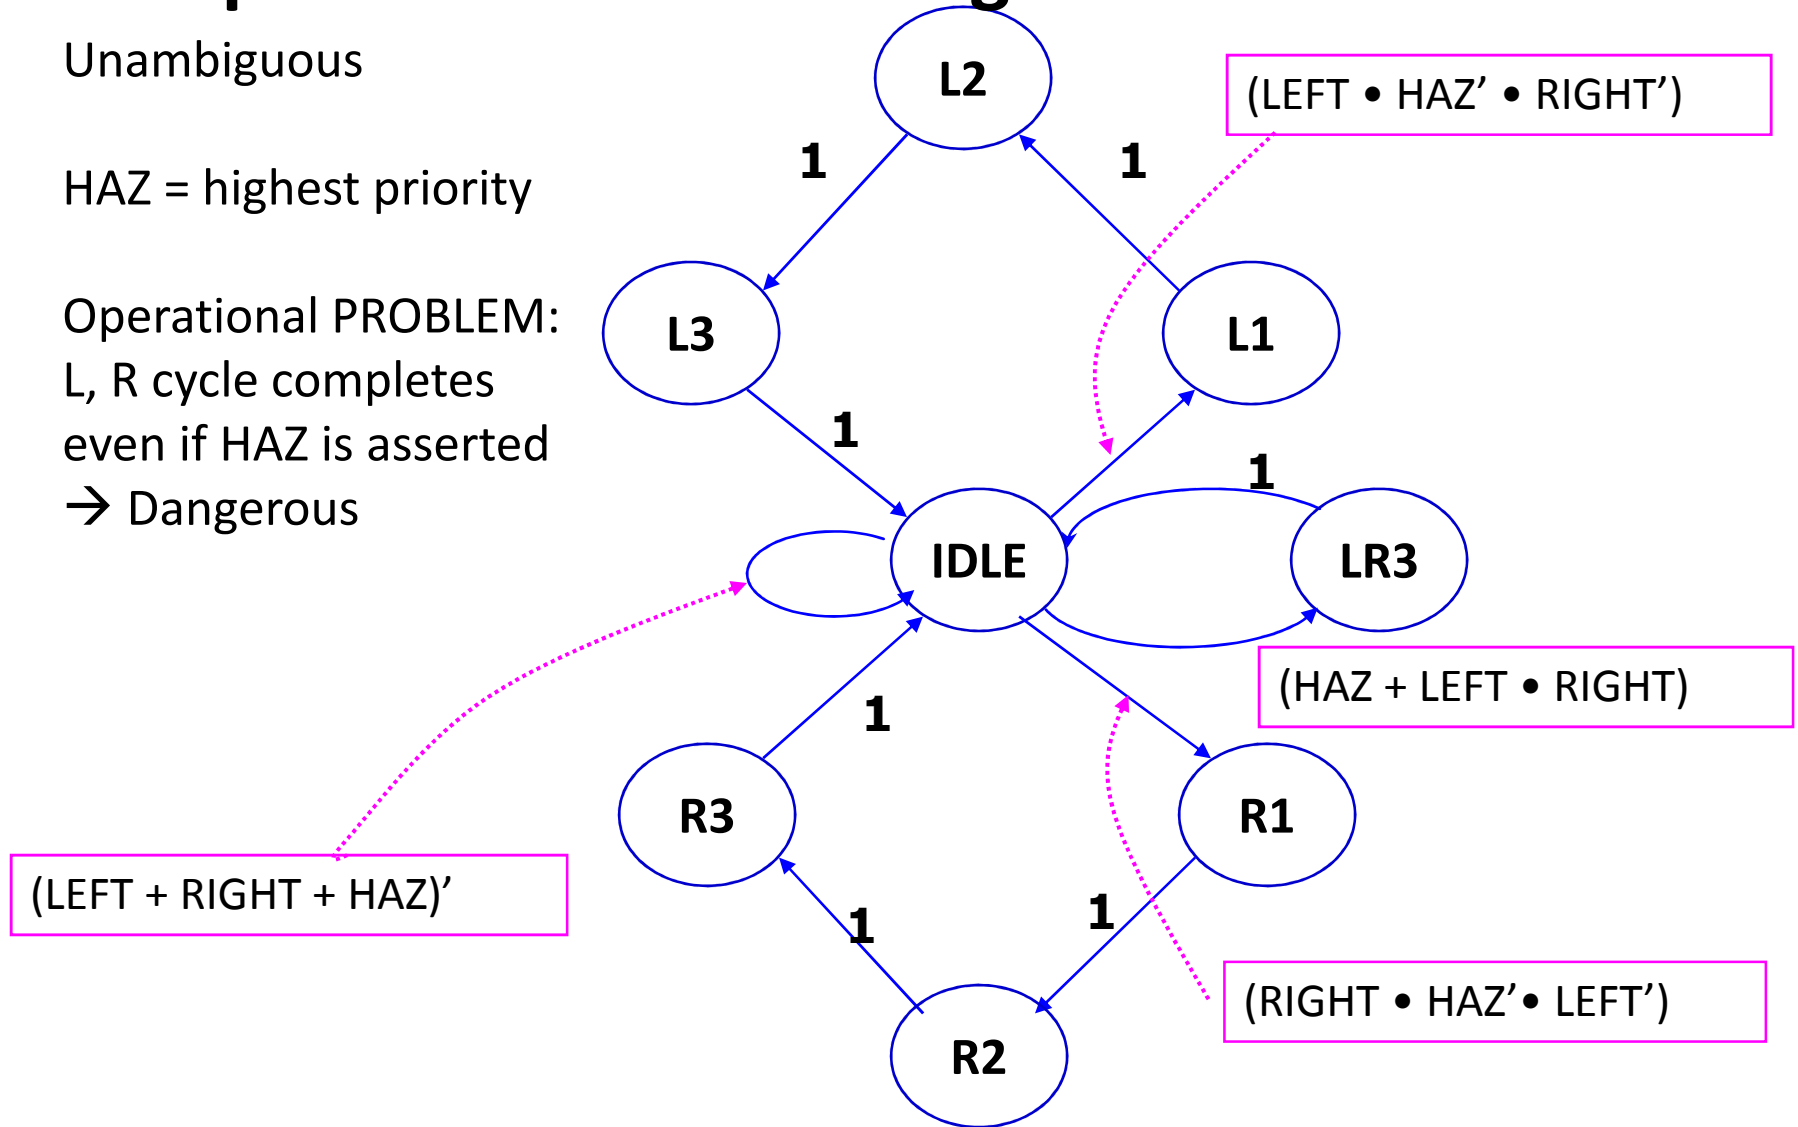 Unambiguous
HAZ = highest priority
Operational PROBLEM:
L, R cycle completes
even if HAZ is asserted
→ Dangerous
L2
(LEFT • HAZ’ • RIGHT’)
1
1
L3
L1
1
1
IDLE
LR3
(HAZ + LEFT • RIGHT)
1
R3
R1
(LEFT + RIGHT + HAZ)’
1
1
(RIGHT • HAZ’• LEFT’)
R2